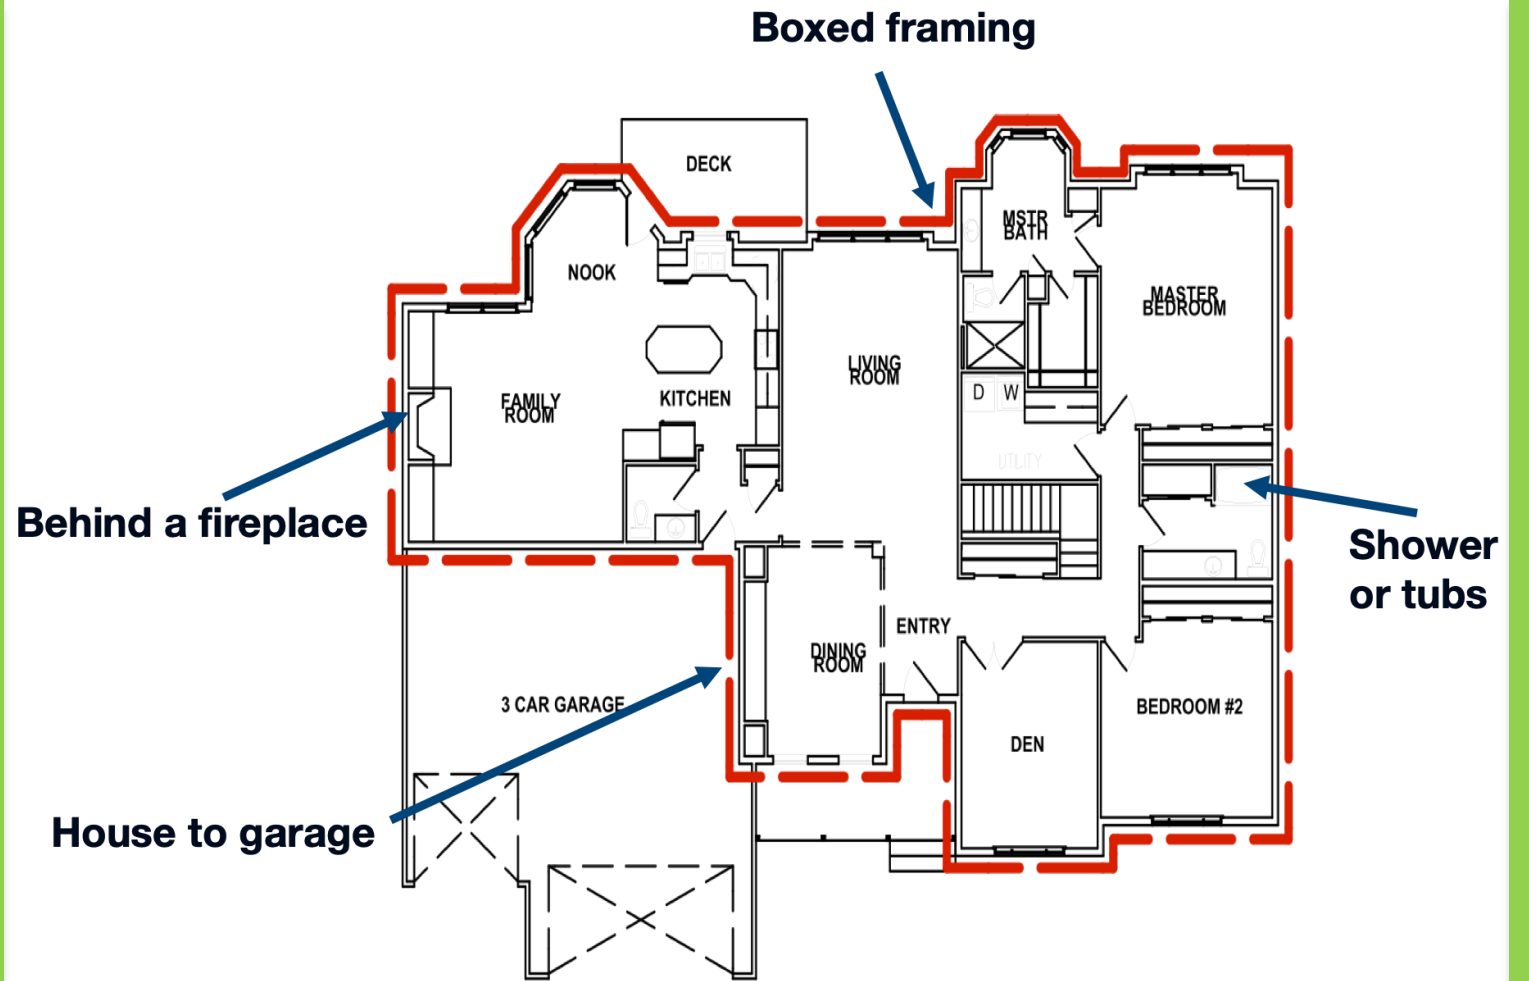 Boxed framing
DECK
MSTR
BATH
NOOK
MASTER
BEDROOM
LIVING
ROOM
FAMILY
ROOM
KITCHEN
D W
UTILITY
Behind a fireplace
Shower
or tubs
ENTRY
DINING
ROOM
3 CAR GARAGE
BEDROOM #2
DEN
House to garage